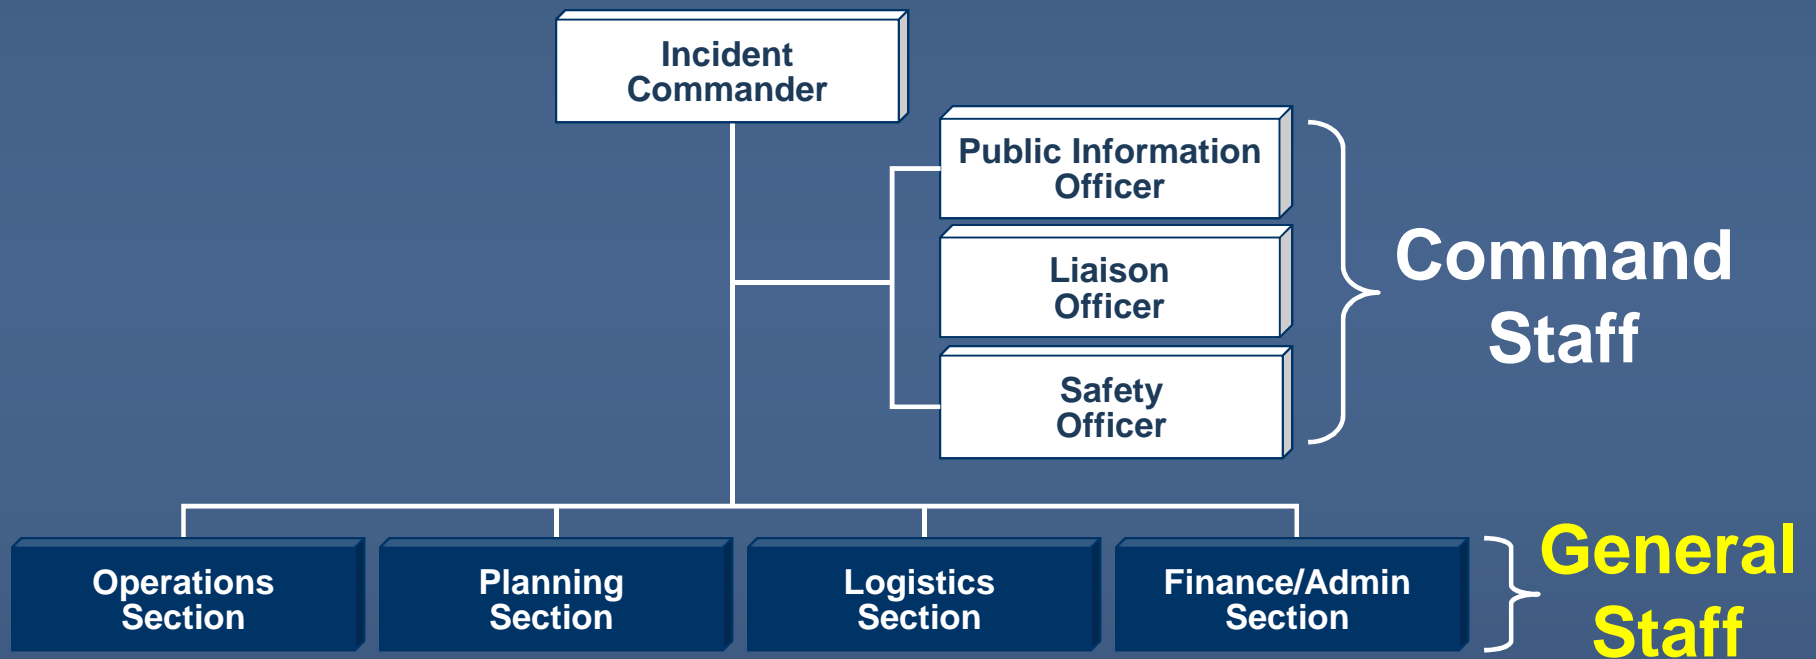 Incident
Commander
Public Information
Officer
Liaison
Officer
Safety
Officer
Command
Staff
Operations
Section
Planning
Section
Logistics
Section
Finance/Admin
Section
General
Staff